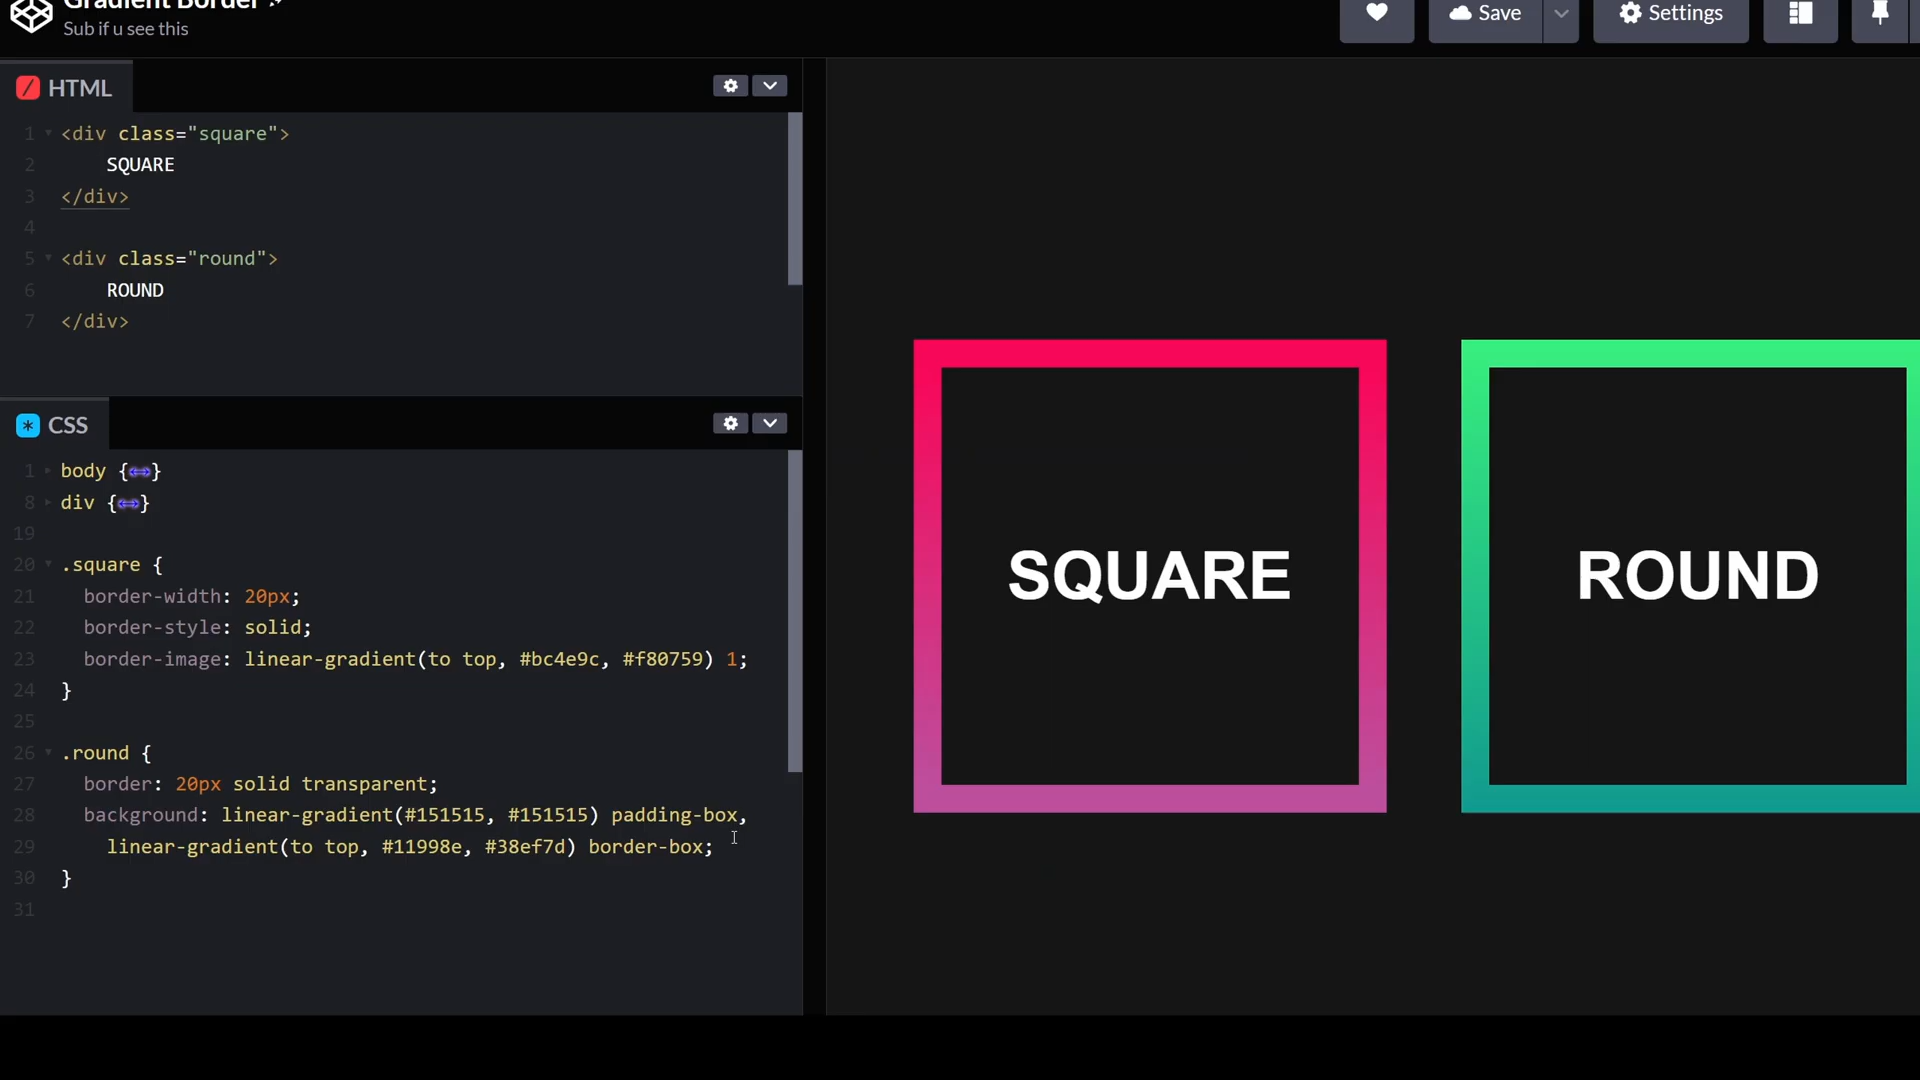 Gradient Border
Sub if u see this
Save
Settings
HTML
1 <div class="square">
2 SQUARE
3 </div>
4
5 <div class="round">
6 ROUND
7 </div>
CSS
1 body {↔}
8 div {↔}
19
20 .square {
21 border-width: 20px;
22 border-style: solid;
23 border-image: linear-gradient(to top, #bc4e9c, #f80759) 1;
24 }
25
26 .round {
27 border: 20px solid transparent;
28 background: linear-gradient(#151515, #151515) padding-box,
29 linear-gradient(to top, #11998e, #38ef7d) border-box;
30 }
31
SQUARE
ROUND